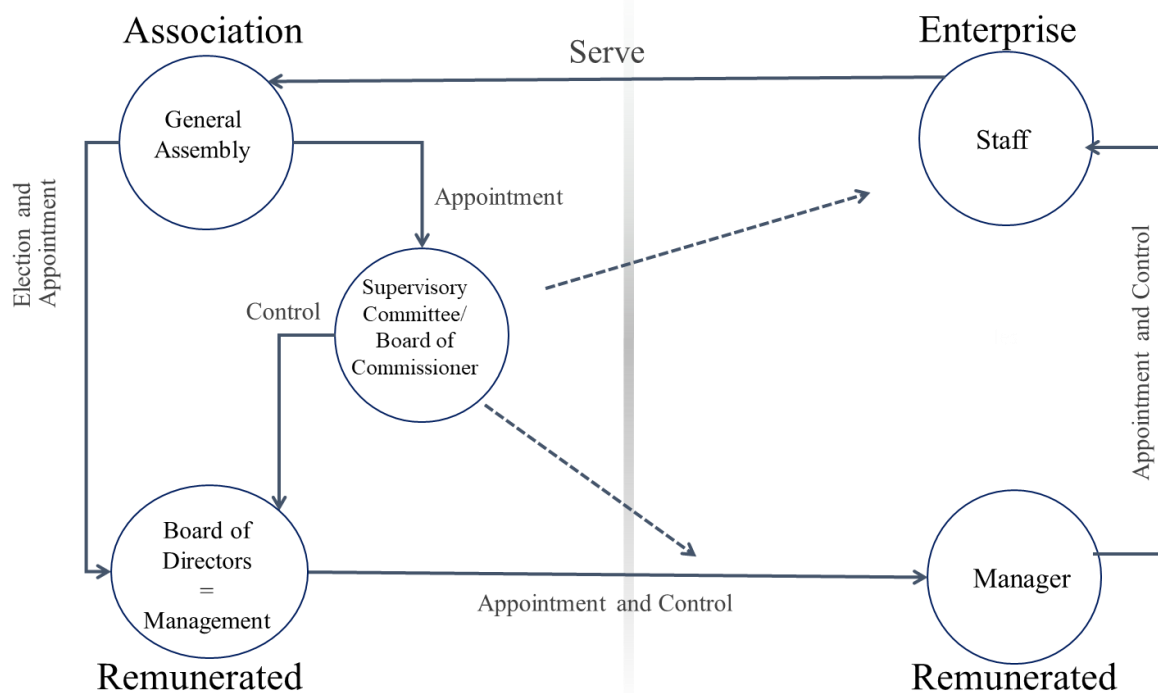 Association
Enterprise
Serve
General
Assembly
Staff
Election and
Appointment
Appointment
Supervisory
Committee/
Board of
Commissioner
Control
Appointment and Control
Board of
Directors
=
Management
Manager
Appointment and Control
Remunerated
Remunerated